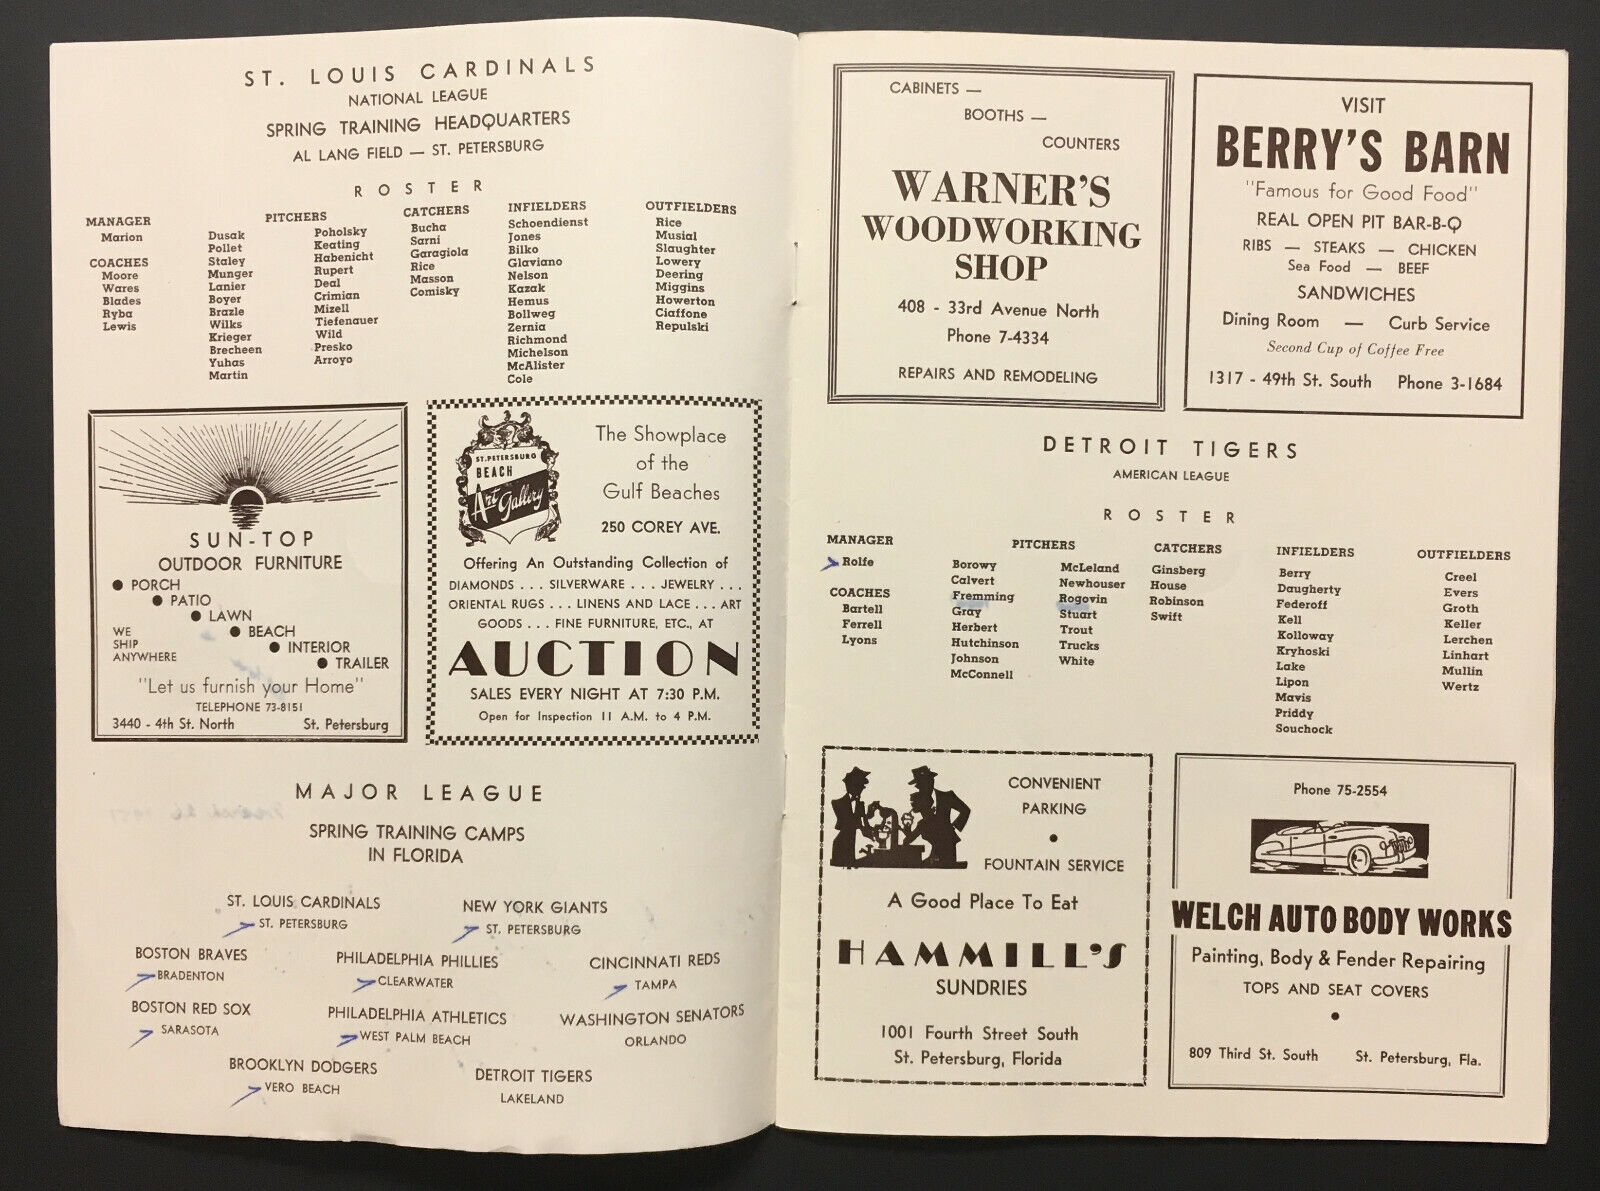 ST. LOUIS CARDINALS
NATIONAL LEAGUE
SPRING TRAINING HEADQUARTERS
AL LANG FIELD — ST. PETERSBURG
ROSTER
MANAGER
Marion
COACHES
Moore
Wares
Blades
Ryba
Lewis
PITCHERS
Dusak
Pollet
Staley
Munger
Lanier
Boyer
Brazle
Wilks
Krieger
Brecheen
Yuhas
Martin
Poholsky
Keating
Habenicht
Rupert
Deal
Crimian
Mizell
Tiefenauer
Wild
Presko
Arroyo
CATCHERS
Bucha
Sarni
Garagiola
Rice
Masson
Comisky
INFIELDERS
Schoendienst
Jones
Bilko
Glaviano
Nelson
Kazak
Hemus
Bollweg
Zernia
Richmond
Michelson
McAlister
Cole
OUTFIELDERS
Rice
Musial
Slaughter
Lowery
Deering
Miggins
Howerton
Ciaffone
Repulski
SUN-TOP
OUTDOOR FURNITURE
● PORCH
● PATIO
● LAWN
● BEACH
● INTERIOR
● TRAILER
WE
SHIP
ANYWHERE
"Let us furnish your Home"
TELEPHONE 73-8151
3440 - 4th St. North St. Petersburg
ST. PETERSBURG
BEACH
Art Gallery
The Showplace
of the
Gulf Beaches
250 COREY AVE.
Offering An Outstanding Collection of
DIAMONDS . . . SILVERWARE . . . JEWELRY . . .
ORIENTAL RUGS . . . LINENS AND LACE . . . ART
GOODS . . . FINE FURNITURE, ETC., AT
AUCTION
SALES EVERY NIGHT AT 7:30 P.M.
Open for Inspection 11 A.M. to 4 P.M.
MAJOR LEAGUE
SPRING TRAINING CAMPS
IN FLORIDA
ST. LOUIS CARDINALS
ST. PETERSBURG
NEW YORK GIANTS
ST. PETERSBURG
BOSTON BRAVES
BRADENTON
PHILADELPHIA PHILLIES
CLEARWATER
CINCINNATI REDS
TAMPA
BOSTON RED SOX
SARASOTA
PHILADELPHIA ATHLETICS
WEST PALM BEACH
WASHINGTON SENATORS
ORLANDO
BROOKLYN DODGERS
VERO BEACH
DETROIT TIGERS
LAKELAND
CABINETS —
BOOTHS —
COUNTERS
WARNER'S
WOODWORKING
SHOP
408 - 33rd Avenue North
Phone 7-4334
REPAIRS AND REMODELING
VISIT
BERRY'S BARN
"Famous for Good Food"
REAL OPEN PIT BAR-B-Q
RIBS — STEAKS — CHICKEN
Sea Food — BEEF
SANDWICHES
Dining Room — Curb Service
Second Cup of Coffee Free
1317 - 49th St. South Phone 3-1684
DETROIT TIGERS
AMERICAN LEAGUE
ROSTER
MANAGER
Rolfe
COACHES
Bartell
Ferrell
Lyons
PITCHERS
Borowy
Calvert
Fremming
Gray
Herbert
Hutchinson
Johnson
McConnell
McLeland
Newhouser
Rogovin
Stuart
Trout
Trucks
White
CATCHERS
Ginsberg
House
Robinson
Swift
INFIELDERS
Berry
Daugherty
Federoff
Kell
Kolloway
Kryhoski
Lake
Lipon
Mavis
Priddy
Souchock
OUTFIELDERS
Creel
Evers
Groth
Keller
Lerchen
Linhart
Mullin
Wertz
CONVENIENT
PARKING
●
FOUNTAIN SERVICE
A Good Place To Eat
HAMMILL'S
SUNDRIES
1001 Fourth Street South
St. Petersburg, Florida
Phone 75-2554
WELCH AUTO BODY WORKS
Painting, Body & Fender Repairing
TOPS AND SEAT COVERS
●
809 Third St. South St. Petersburg, Fla.